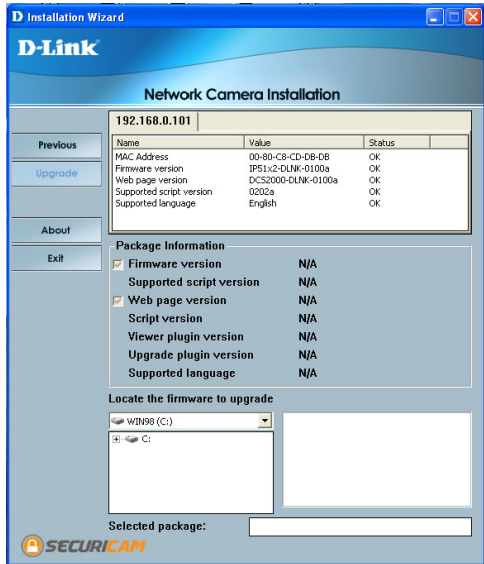 D Installation Wizard
D-Link
Network Camera Installation
192.168.0.101
Previous
Upgrade
About
Exit
Name Value Status
MAC Address 00-80-C8-CD-DB-DB OK
Firmware version IP51x2-DLNK-0100a OK
Web page version DCS2000-DLNK-0100a OK
Supported script version 0202a OK
Supported language English OK
Package Information
Firmware version N/A
Supported script version N/A
Web page version N/A
Script version N/A
Viewer plugin version N/A
Upgrade plugin version N/A
Supported language N/A
Locate the firmware to upgrade
WIN98 (C:)
C:
Selected package:
SECURICAM